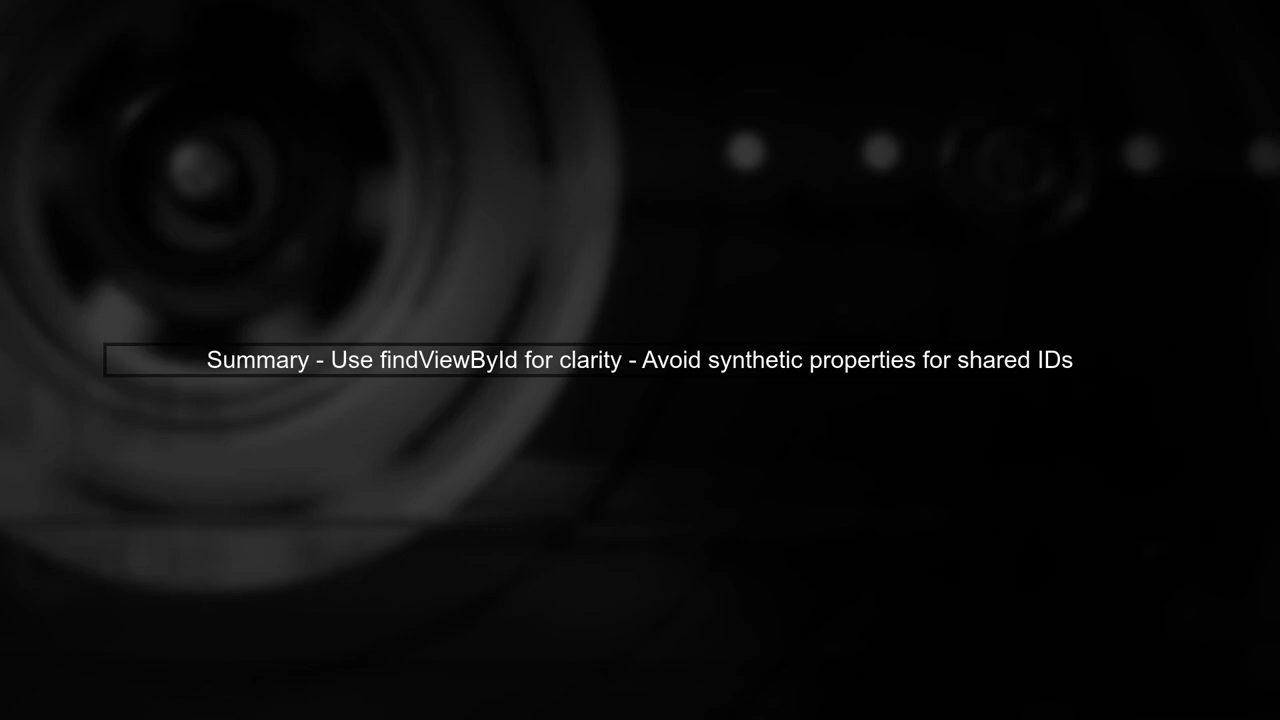 Summary - Use findViewById for clarity - Avoid synthetic properties for shared IDs